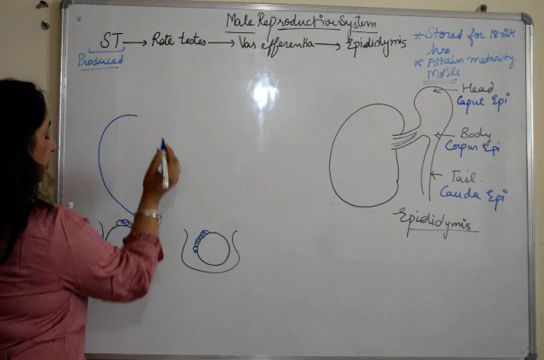 Male Reproductive System
ST → Rete testes → Vas efferentia → Epididymis
Produced
* Stored for 18-24 hrs
* Attain maturity
Motile
Head
Caput Epi
Body
Corpus Epi
Tail
Cauda Epi
Epididymis